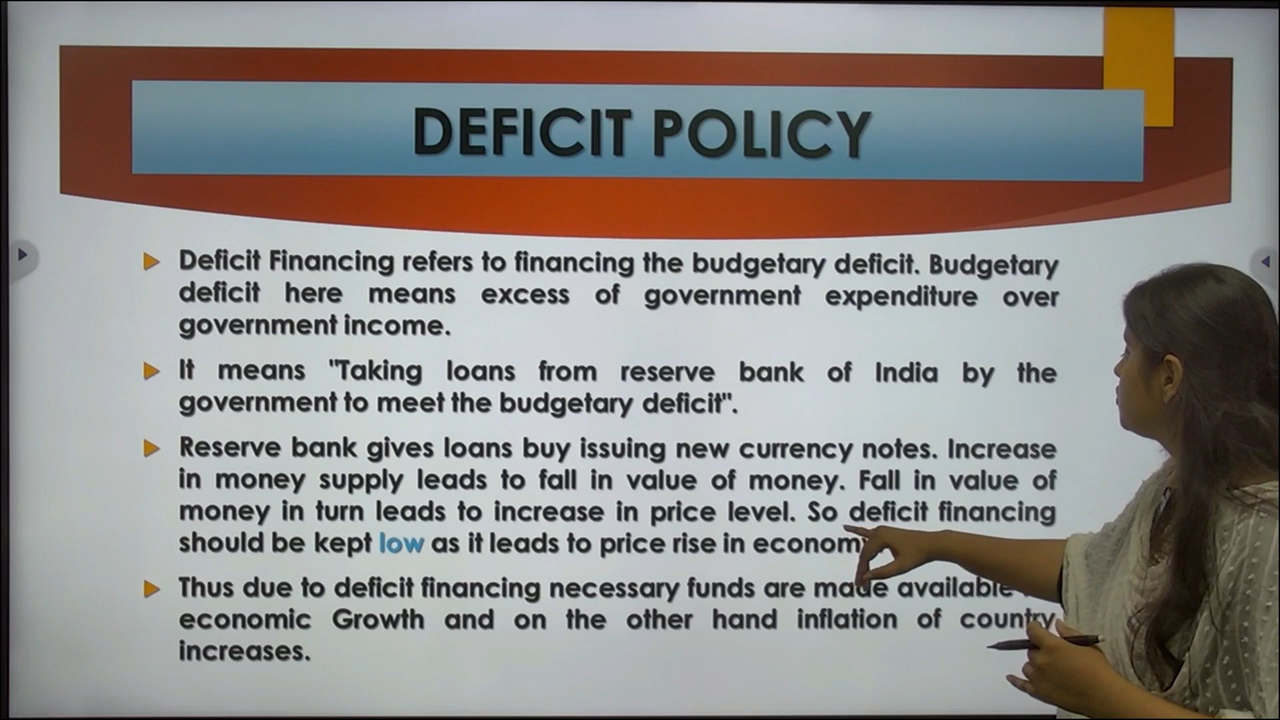 DEFICIT POLICY
Deficit Financing refers to financing the budgetary deficit. Budgetary
deficit here means excess of government expenditure over
government income.
It means "Taking loans from reserve bank of India by the
government to meet the budgetary deficit".
Reserve bank gives loans buy issuing new currency notes. Increase
in money supply leads to fall in value of money. Fall in value of
money in turn leads to increase in price level. So deficit financing
should be kept low as it leads to price rise in economy
Thus due to deficit financing necessary funds are made available
economic Growth and on the other hand inflation of country
increases.